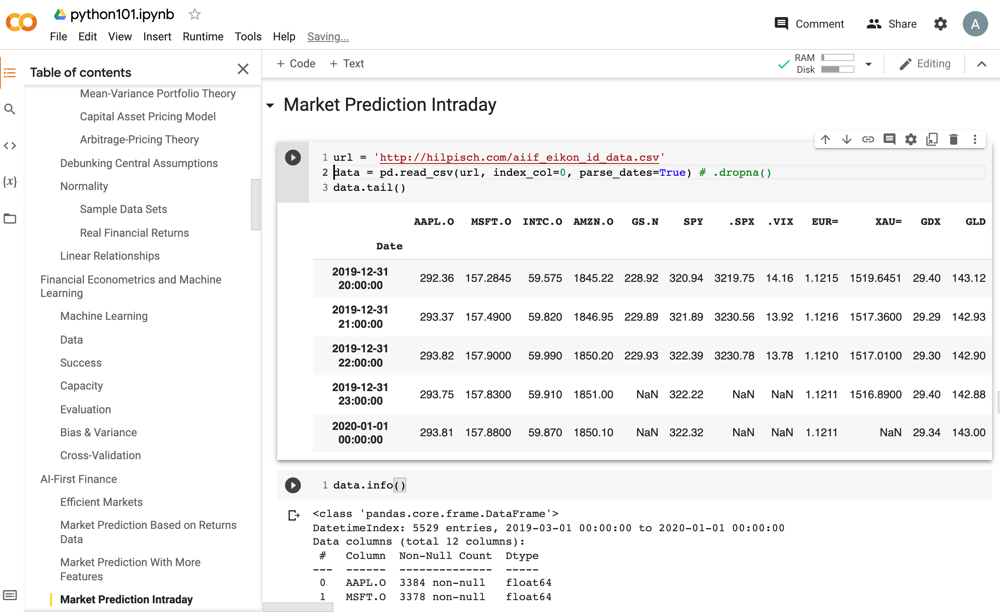 python101.ipynb
File Edit View Insert Runtime Tools Help Saving...
Comment Share A
Table of contents
Mean-Variance Portfolio Theory
Capital Asset Pricing Model
Arbitrage-Pricing Theory
Debunking Central Assumptions
Normality
Sample Data Sets
Real Financial Returns
Linear Relationships
Financial Econometrics and Machine
Learning
Machine Learning
Data
Success
Capacity
Evaluation
Bias & Variance
Cross-Validation
AI-First Finance
Efficient Markets
Market Prediction Based on Returns
Data
Market Prediction With More
Features
Market Prediction Intraday
+ Code + Text
RAM
Disk
Editing
Market Prediction Intraday
1 url = 'http://hilpisch.com/aiif_eikon_id_data.csv'
2 data = pd.read_csv(url, index_col=0, parse_dates=True) # .dropna()
3 data.tail()
AAPL.O MSFT.O INTC.O AMZN.O GS.N SPY .SPX .VIX EUR= XAU= GDX GLD
Date
2019-12-31 20:00:00 292.36 157.2845 59.575 1845.22 228.92 320.94 3219.75 14.16 1.1215 1519.6451 29.40 143.12
2019-12-31 21:00:00 293.37 157.4900 59.820 1846.95 229.89 321.89 3230.56 13.92 1.1216 1517.3600 29.29 142.93
2019-12-31 22:00:00 293.82 157.9000 59.990 1850.20 229.93 322.39 3230.78 13.78 1.1210 1517.0100 29.30 142.90
2019-12-31 23:00:00 293.75 157.8300 59.910 1851.00 NaN 322.22 NaN NaN 1.1211 1516.8900 29.40 142.88
2020-01-01 00:00:00 293.81 157.8800 59.870 1850.10 NaN 322.32 NaN NaN 1.1211 NaN 29.34 143.00
1 data.info()
<class 'pandas.core.frame.DataFrame'>
DatetimeIndex: 5529 entries, 2019-03-01 00:00:00 to 2020-01-01 00:00:00
Data columns (total 12 columns):
# Column Non-Null Count Dtype
--- ------ -------------- -----
0 AAPL.O 3384 non-null float64
1 MSFT.O 3378 non-null float64